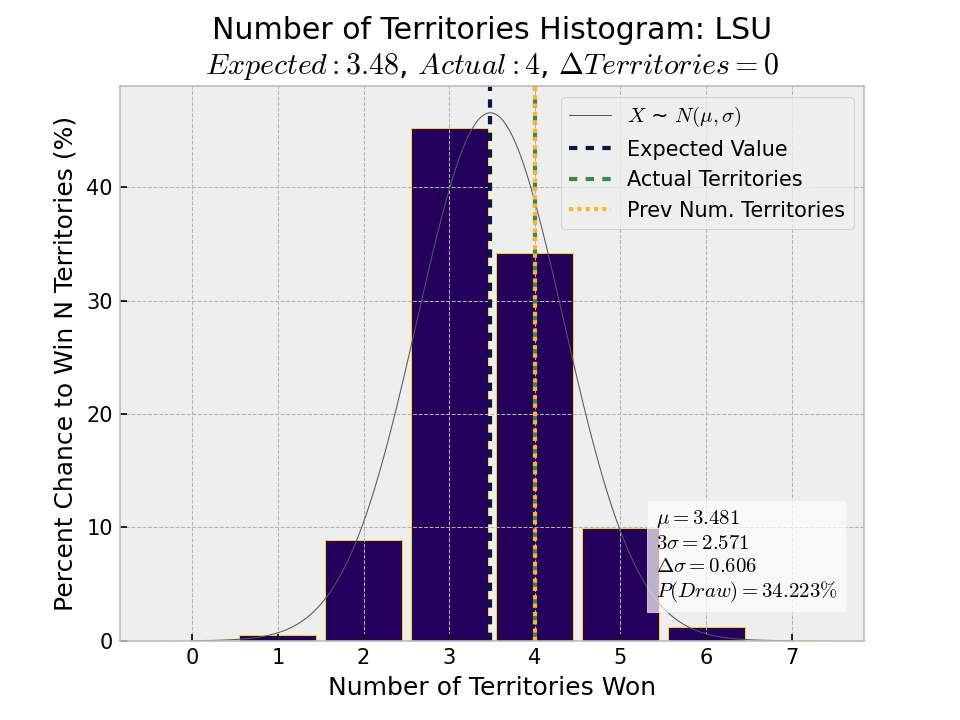 Number of Territories Histogram: LSU
Expected : 3.48, Actual : 4, ΔTerritories = 0
X ~ N(μ, σ)
Expected Value
Actual Territories
Prev Num. Territories
Percent Chance to Win N Territories (%)
40
30
20
10
0
μ = 3.481
3σ = 2.571
Δσ = 0.606
P(Draw) = 34.223%
0 1 2 3 4 5 6 7
Number of Territories Won